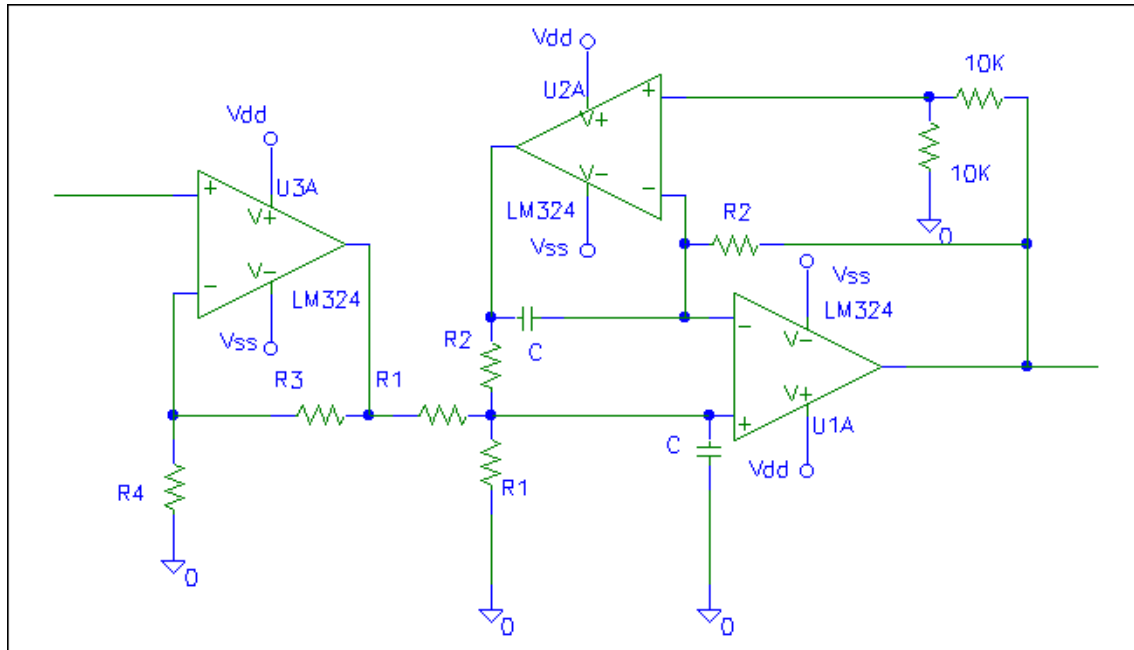 Vdd
10K
U2A
+
V+
Vdd
10K
U3A
+
V-
-
V+
LM324
R2
0
Vss
V-
Vss
-
LM324
LM324
-
V-
Vss
R2
C
R3
R1
V+
+
U1A
C
R4
R1
Vdd
0
0
0